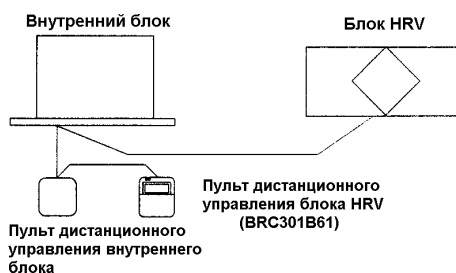 Внутренний блок
Блок HRV
Пульт дистанционного
управления блока HRV
(BRC301B61)
Пульт дистанционного
управления внутреннего
блока